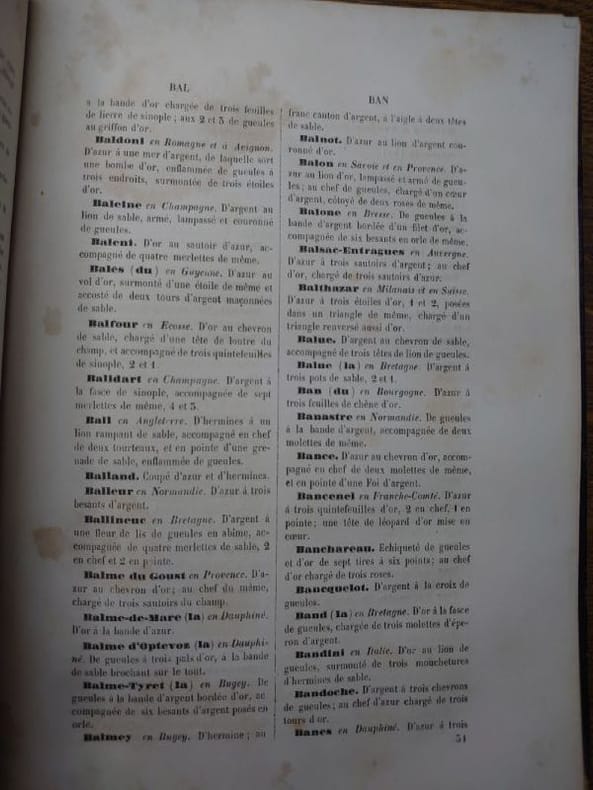 BAL
a la bande d'or chargée de trois feuilles
de lierre de sinople ; aux 2 et 3 de gueules
au griffon d'or.
Baldoni en Romagne et à Avignon.
D'azur à une mer d'argent, de laquelle sort
une bombe d'or, enflammée de gueules à
trois endroits, surmontée de trois étoiles
d'or.
Baleine en Champagne. D'argent au
lion de sable, armé, lampassé et couronné
de gueules.
Baleni. D'or au sautoir d'azur, ac-
compagné de quatre merlettes de même.
Bales (du) en Guyenne. D'azur au
vol d'or, surmonté d'une étoile de même et
accosté de deux tours d'argent maçonnées
de sable.
Balfour en Ecosse. D'or au chevron
de sable, chargé d'une tête de loutre du
champ, et accompagné de trois quintefeuilles
de sinople, 2 et 1.
Balidart en Champagne. D'argent à
la fasce de sinople, accompagnée de sept
merlettes de même, 4 et 3.
Ball en Angleterre. D'hermines à un
lion rampant de sable, accompagné en chef
de deux tourteaux, et en pointe d'une gre-
nade de sable, enflammée de gueules.
Balland. Coupé d'azur et d'hermines.
Balleur en Normandie. D'azur à trois
besants d'argent.
Ballineuc en Bretagne. D'argent à
une fleur de lis de gueules en abîme, ac-
compagnée de quatre merlettes de sable, 2
en chef et 2 en pointe.
Balme du Goust en Provence. D'a-
zur au chevron d'or ; au chef du même,
chargé de trois sautoirs du champ.
Balme-de-Mare (la) en Dauphiné.
D'or à la bande d'azur.
Balme d'Optevoz (la) en Dauphi-
né. De gueules à trois pals d'or, à la bande
de sable brochant sur le tout.
Balme-Tyret (la) en Bugey. De
gueules à la bande d'argent bordée d'or, ac
compagnée de six besants d'argent posés en
orle.
Balmey en Bugey. D'hermine ; au
BAN
franc canton d'argent, à l'aigle à deux têtes
de sable.
Balnot. D'azur au lion d'argent cou-
ronné d'or.
Balon en Savoie et en Provence. D'a-
zur au lion d'or, lampassé et armé de gueu-
les ; au chef de gueules, chargé d'un cœur
d'argent, côtoyé de deux roses de même.
Balone en Bresse. De gueules à la
bande d'argent bordée d'un filet d'or, ac-
compagnée de six besants en orle de même.
Balsac-Entragues en Auvergne.
D'azur à trois sautoirs d'argent ; au chef
d'or, chargé de trois sautoirs d'azur.
Balthazar en Milanais et en Suisse.
D'azur à trois étoiles d'or, 1 et 2, posées
dans un triangle de même, chargé d'un
triangle renversé aussi d'or.
Balue. D'argent au chevron de sable,
accompagné de trois têtes de lion de gueules.
Balue (la) en Bretagne. D'argent à
trois pots de sable, 2 et 1.
Ban (du) en Bourgogne. D'azur à
trois feuilles de chêne d'or.
Banastre en Normandie. De gueules
à la bande d'argent, accompagnée de deux
molettes de même.
Bance. D'azur au chevron d'or, accom-
pagné en chef de deux molettes de même,
et en pointe d'une Foi d'argent.
Bancenel en Franche-Comté. D'azur
à trois quintefeuilles d'or, 2 en chef, 1 en
pointe ; une tête de léopard d'or mise en
cœur.
Banchareau. Echiqueté de gueules
et d'or de sept tires à six points ; au chef
d'or chargé de trois roses.
Bancquelot. D'argent à la croix de
gueules.
Band (la) en Bretagne. D'or à la fasce
de gueules, chargée de trois molettes d'épe-
ron d'argent.
Bandini en Italie. D'or au lion de
gueules, surmonté de trois mouchetures
d'hermines de sable.
Bandoche. D'argent à trois chevrons
de gueules ; au chef d'azur chargé de trois
tours d'or.
Banes en Dauphiné. D'azur à trois
51